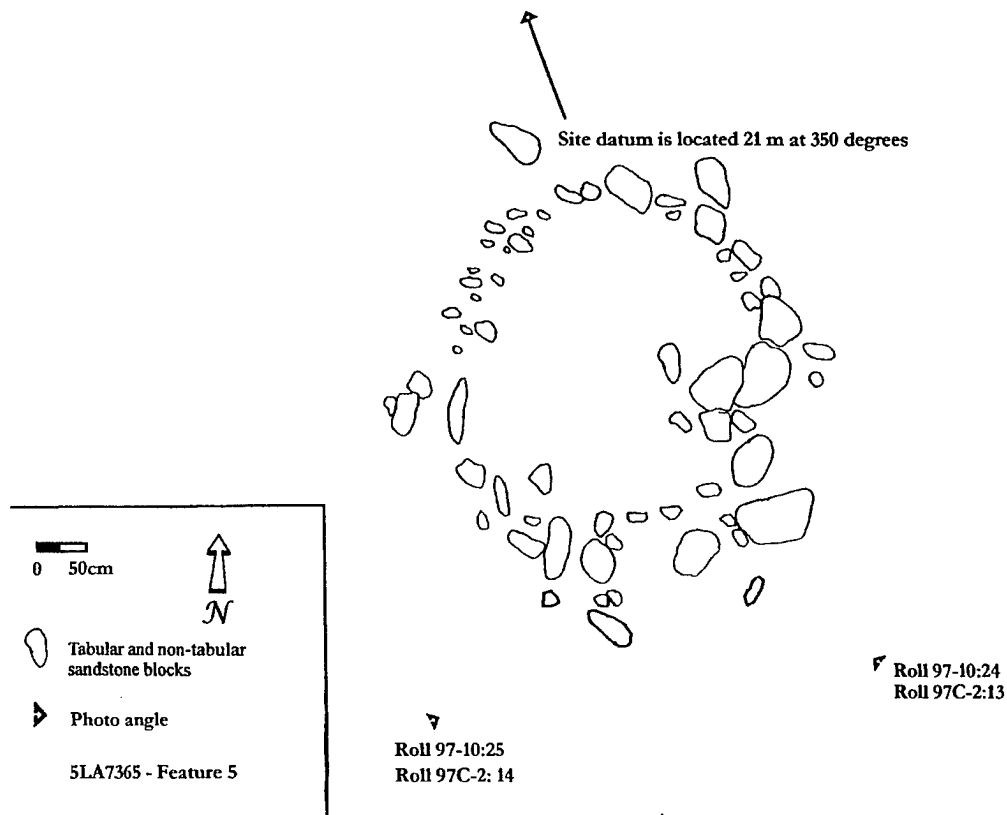 Site datum is located 21 m at 350 degrees
0 50cm
N
Tabular and non-tabular
sandstone blocks
Photo angle
5LA7365 - Feature 5
Roll 97-10:25
Roll 97C-2: 14
Roll 97-10:24
Roll 97C-2:13